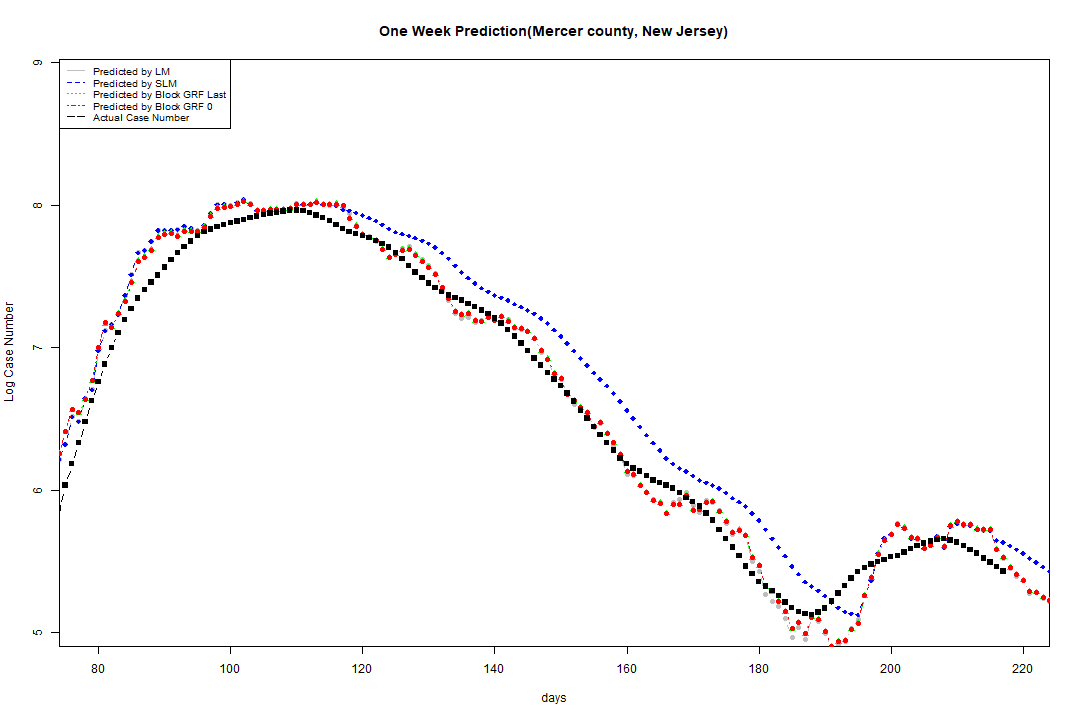 One Week Prediction(Mercer county, New Jersey)
Predicted by LM
Predicted by SLM
Predicted by Block GRF Last
Predicted by Block GRF 0
Actual Case Number
9
8
7
6
5
Log Case Number
80 100 120 140 160 180 200 220
days